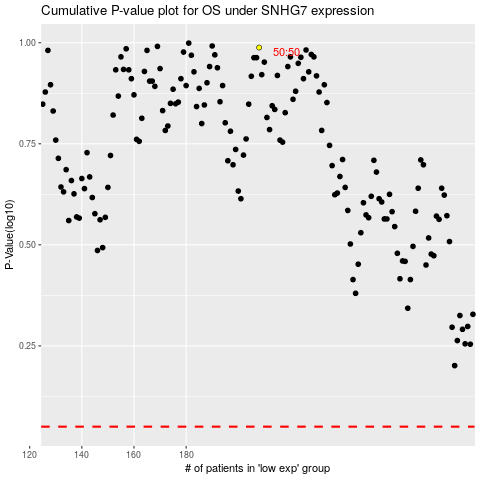 Cumulative P-value plot for OS under SNHG7 expression
P-Value(log10)
1.00
0.75
0.50
0.25
50:50
120 140 160 180
# of patients in 'low exp' group